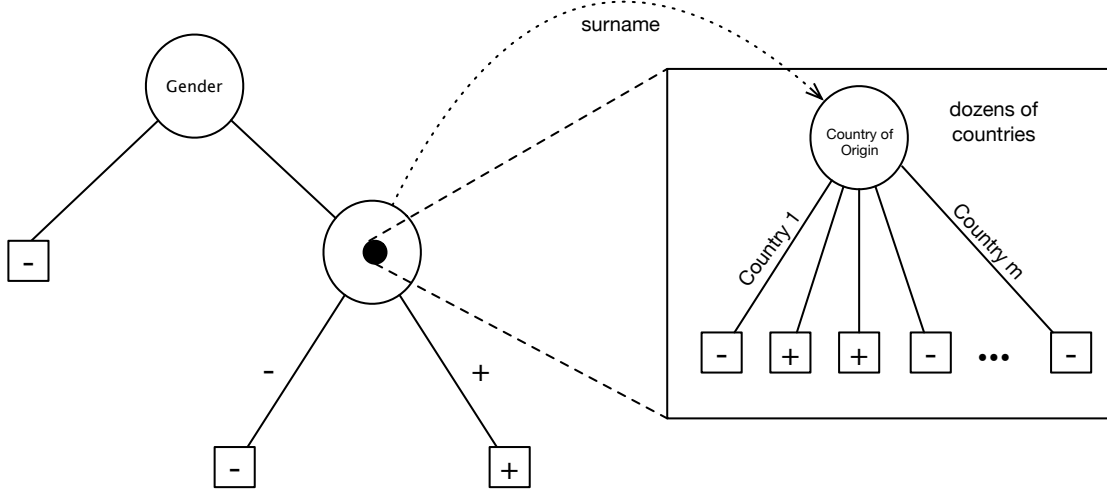 surname
Gender
Country of
Origin
dozens of
countries
Country 1
Country m
-
-
+
-
+
-
+
+
-
...
-